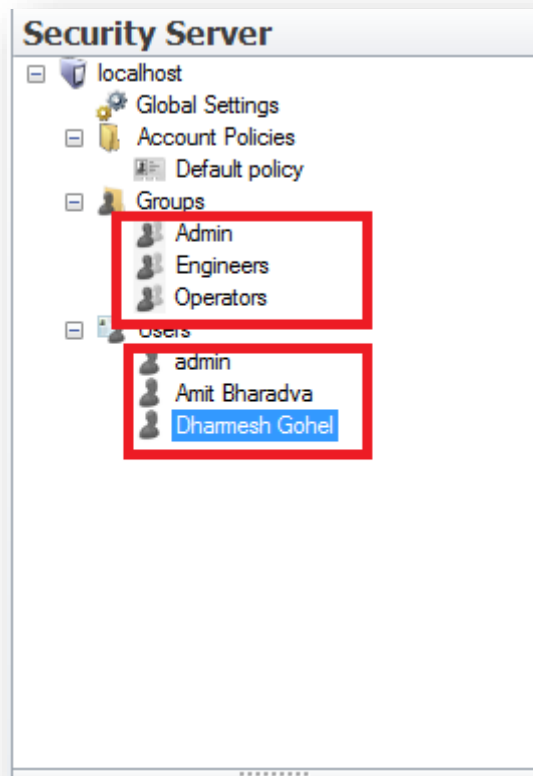 Security Server
localhost
Global Settings
Account Policies
Default policy
Groups
Admin
Engineers
Operators
Users
admin
Amit Bharadva
Dharmesh Gohel